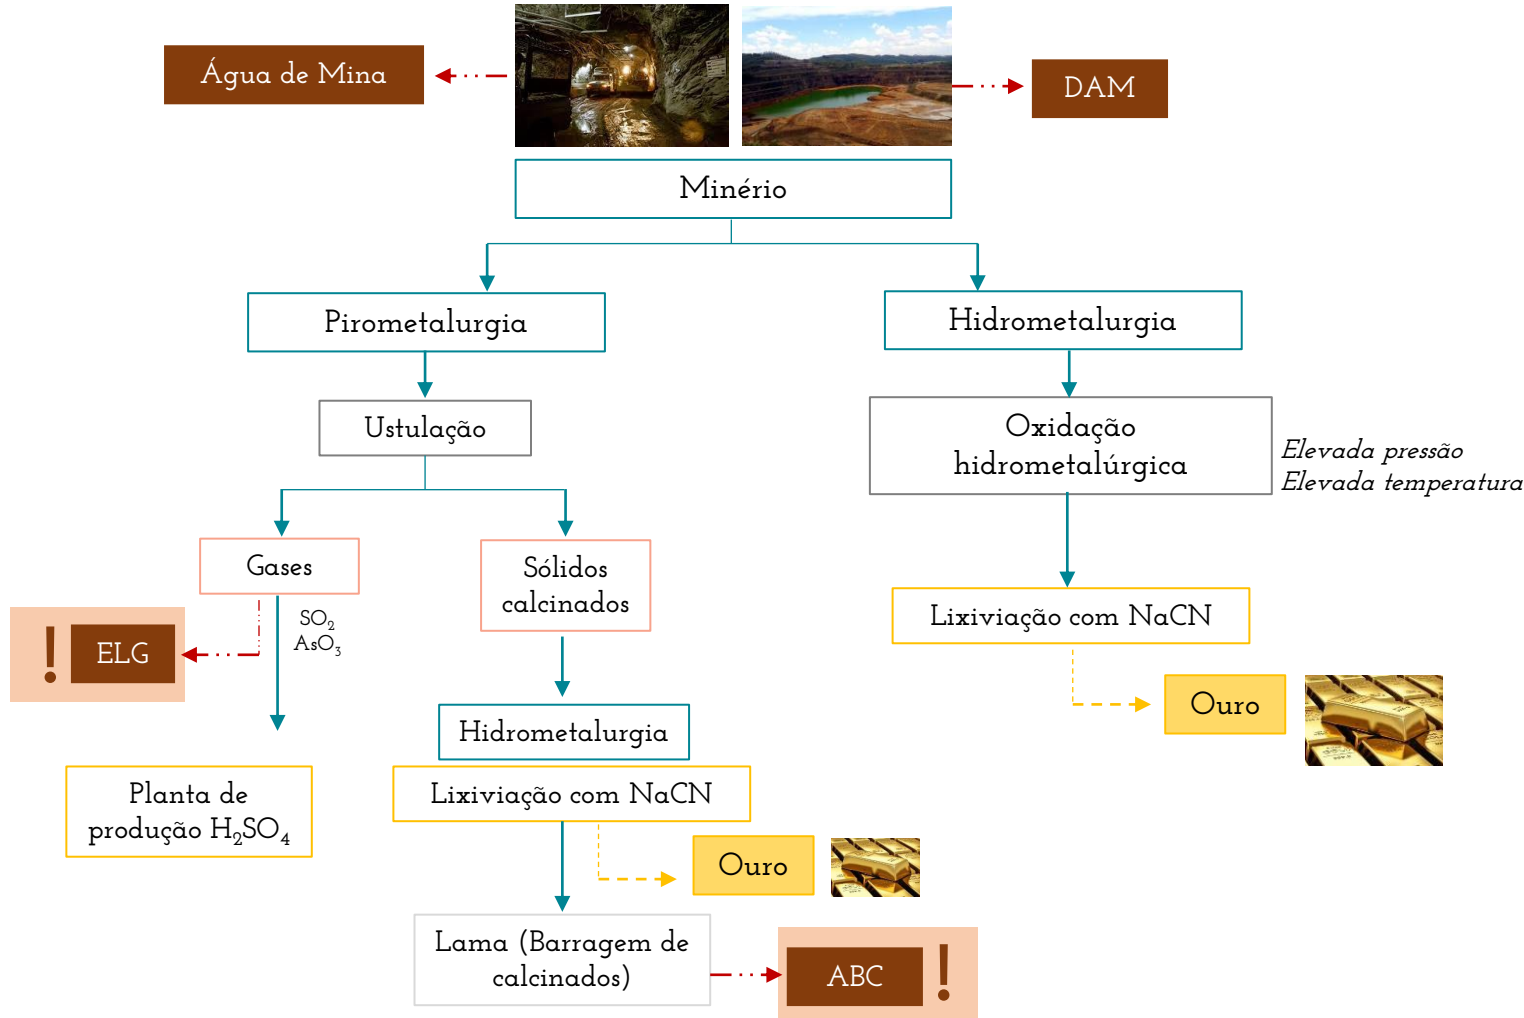 Água de Mina
DAM
Minério
Pirometalurgia
Hidrometalurgia
Ustulação
Oxidação
hidrometalúrgica
Elevada pressão
Elevada temperatura
Gases
Sólidos
calcinados
SO₂
AsO₃
! ELG
Lixiviação com NaCN
Ouro
Hidrometalurgia
Planta de
produção H₂SO₄
Lixiviação com NaCN
Ouro
Lama (Barragem de
calcinados)
ABC !